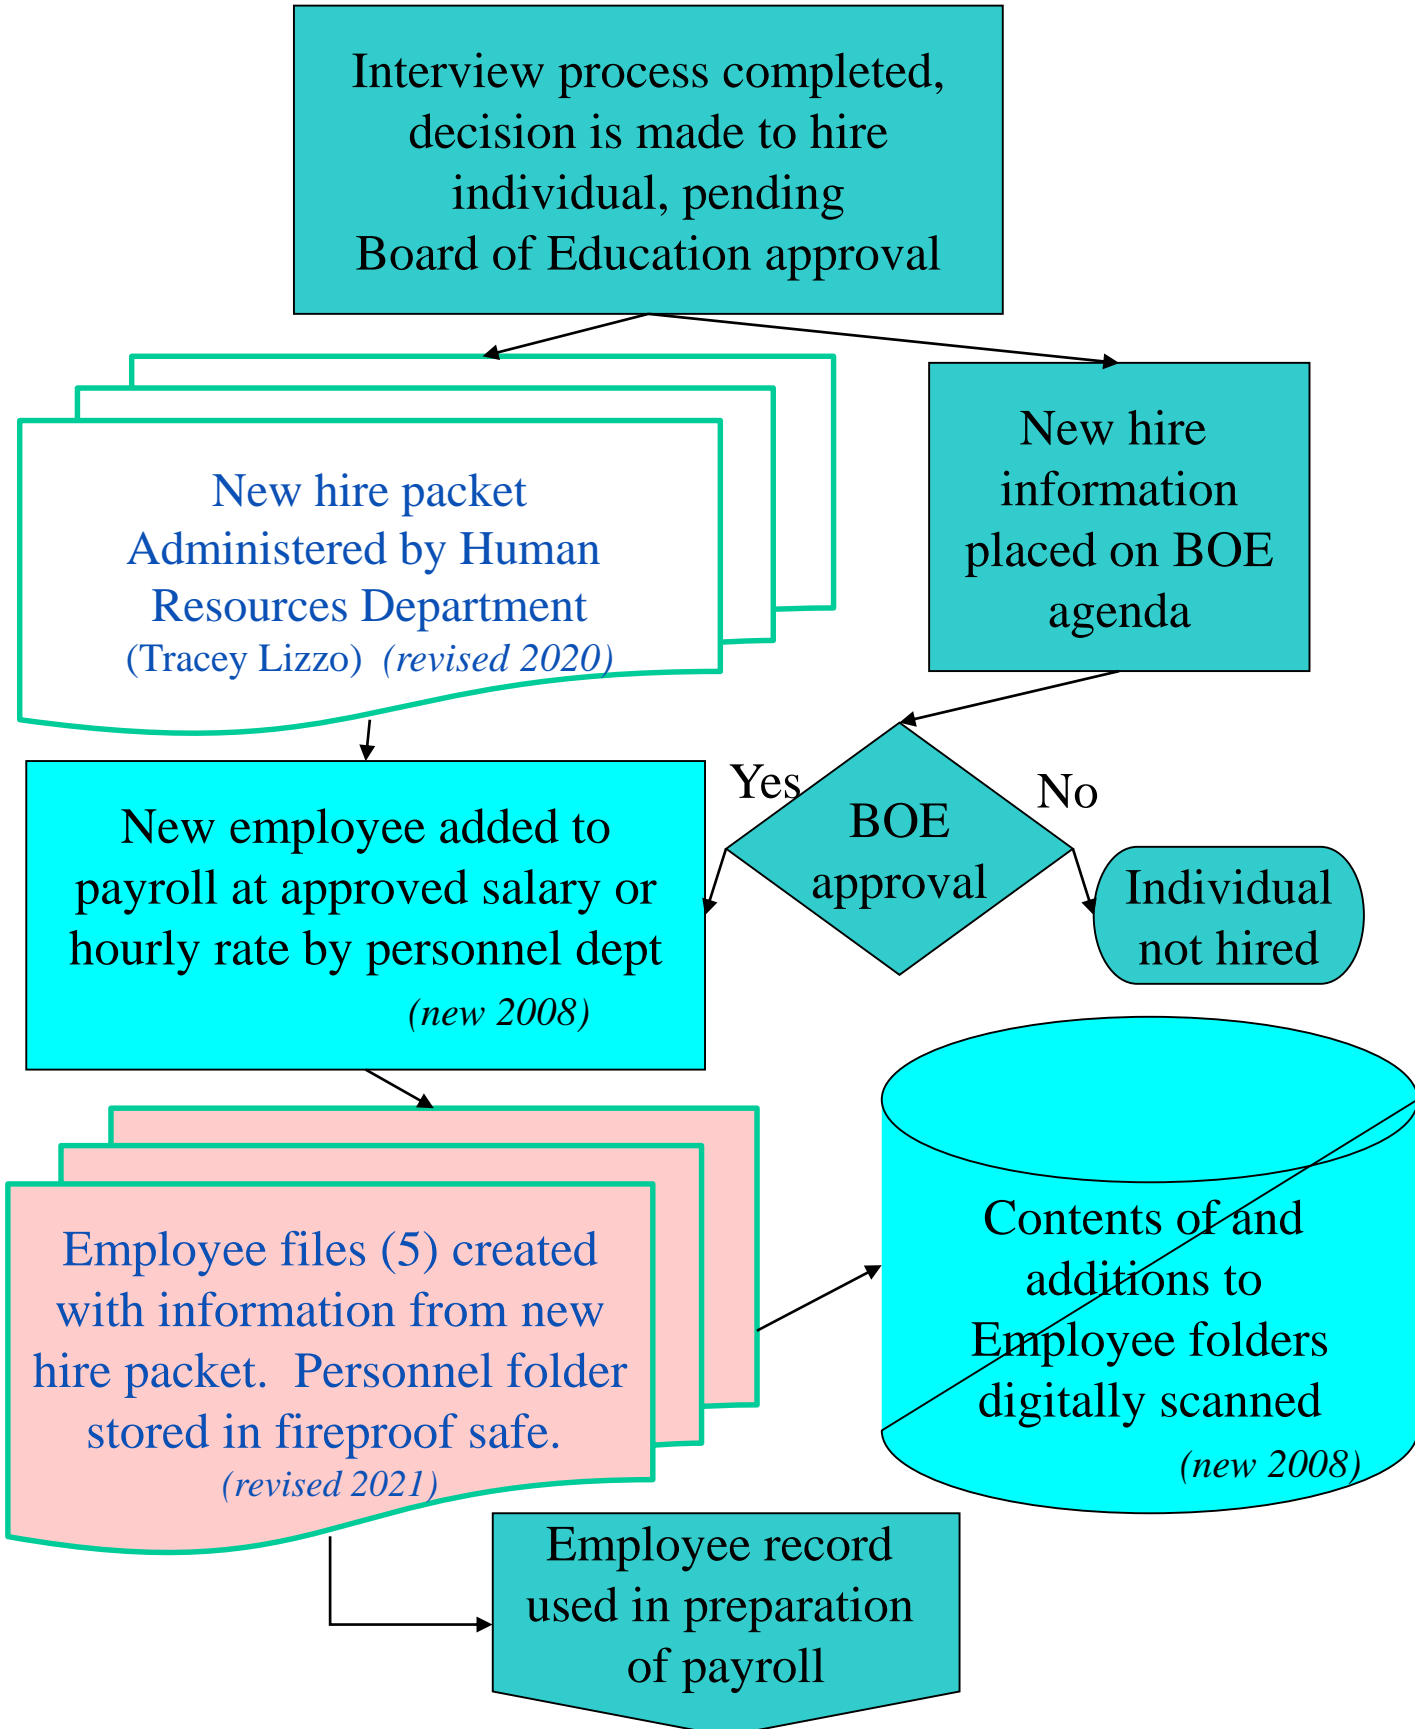 Interview process completed,
decision is made to hire
individual, pending
Board of Education approval
New hire packet
Administered by Human
Resources Department
(Tracey Lizzo) (revised 2020)
New hire
information
placed on BOE
agenda
Yes
No
BOE
approval
Individual
not hired
New employee added to
payroll at approved salary or
hourly rate by personnel dept
(new 2008)
Employee files (5) created
with information from new
hire packet. Personnel folder
stored in fireproof safe.
(revised 2021)
Contents of and
additions to
Employee folders
digitally scanned
(new 2008)
Employee record
used in preparation
of payroll